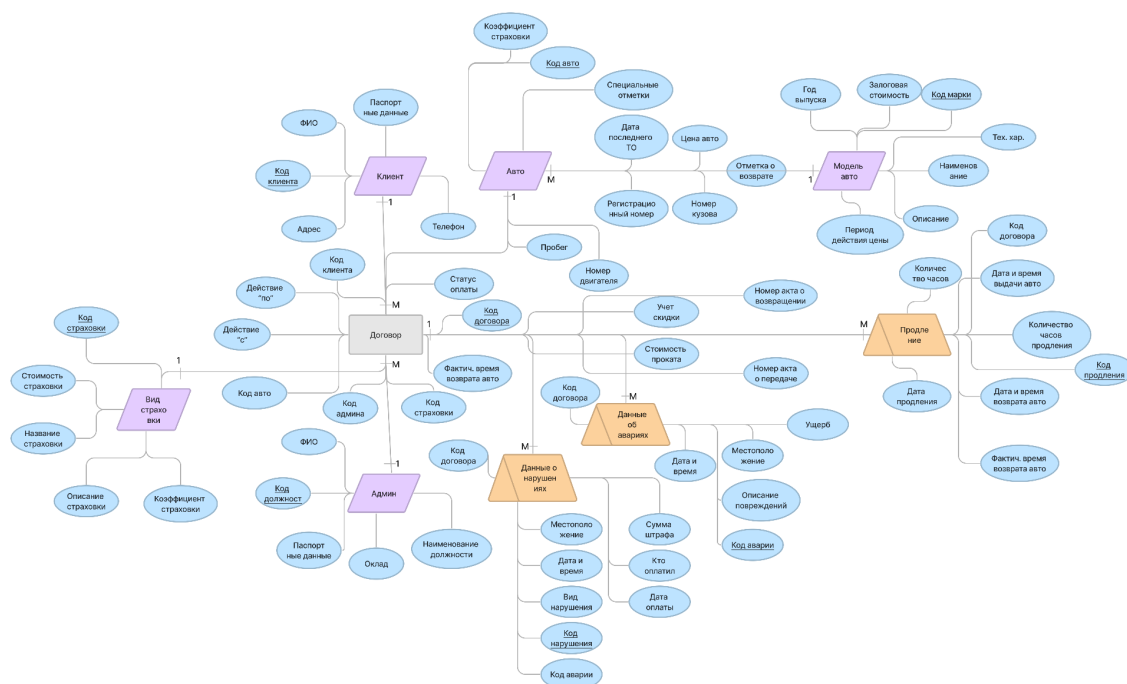 Коэффициент
страховки
Код авто
Специальные
отметки
Паспорт
ные данные
ФИО
Код
клиента
Клиент
Адрес
Телефон
1
Авто
M
1
Дата
последнего
ТО
Цена авто
Регистрацио
нный номер
Номер
кузова
Отметка о
возврате
Год
выпуска
Залоговая
стоимость
Код марки
Тех. хар.
Модель
авто
1
Наименов
ание
Описание
Период
действия цены
Пробег
Номер
двигателя
Код
клиента
Действие
"по"
Действие
"с"
Статус
оплаты
M
Договор
1
Код
договора
M
Код авто
Код
админа
Код
страховки
Фактич. время
возврата авто
Учет
скидки
Стоимость
проката
Номер акта о
возвращении
Номер акта
о передаче
Код
договора
Количес
тво часов
Дата и время
выдачи авто
M
Продле
ние
Количество
часов
продления
Код
продления
Дата
продления
Дата и время
возврата авто
Фактич. время
возврата авто
Код
страховки
1
Стоимость
страховки
Вид
страхо
вки
Название
страховки
Описание
страховки
Коэффициент
страховки
ФИО
1
Код
должност
Админ
Паспорт
ные данные
Оклад
Наименование
должности
Код
договора
M
Данные
об
авариях
Ущерб
Местополо
жение
Дата и
время
Описание
повреждений
Код аварии
M
Код
договора
Данные о
нарушен
иях
Местополо
жение
Дата и
время
Вид
нарушения
Код
нарушения
Код аварии
Сумма
штрафа
Кто
оплатил
Дата
оплаты